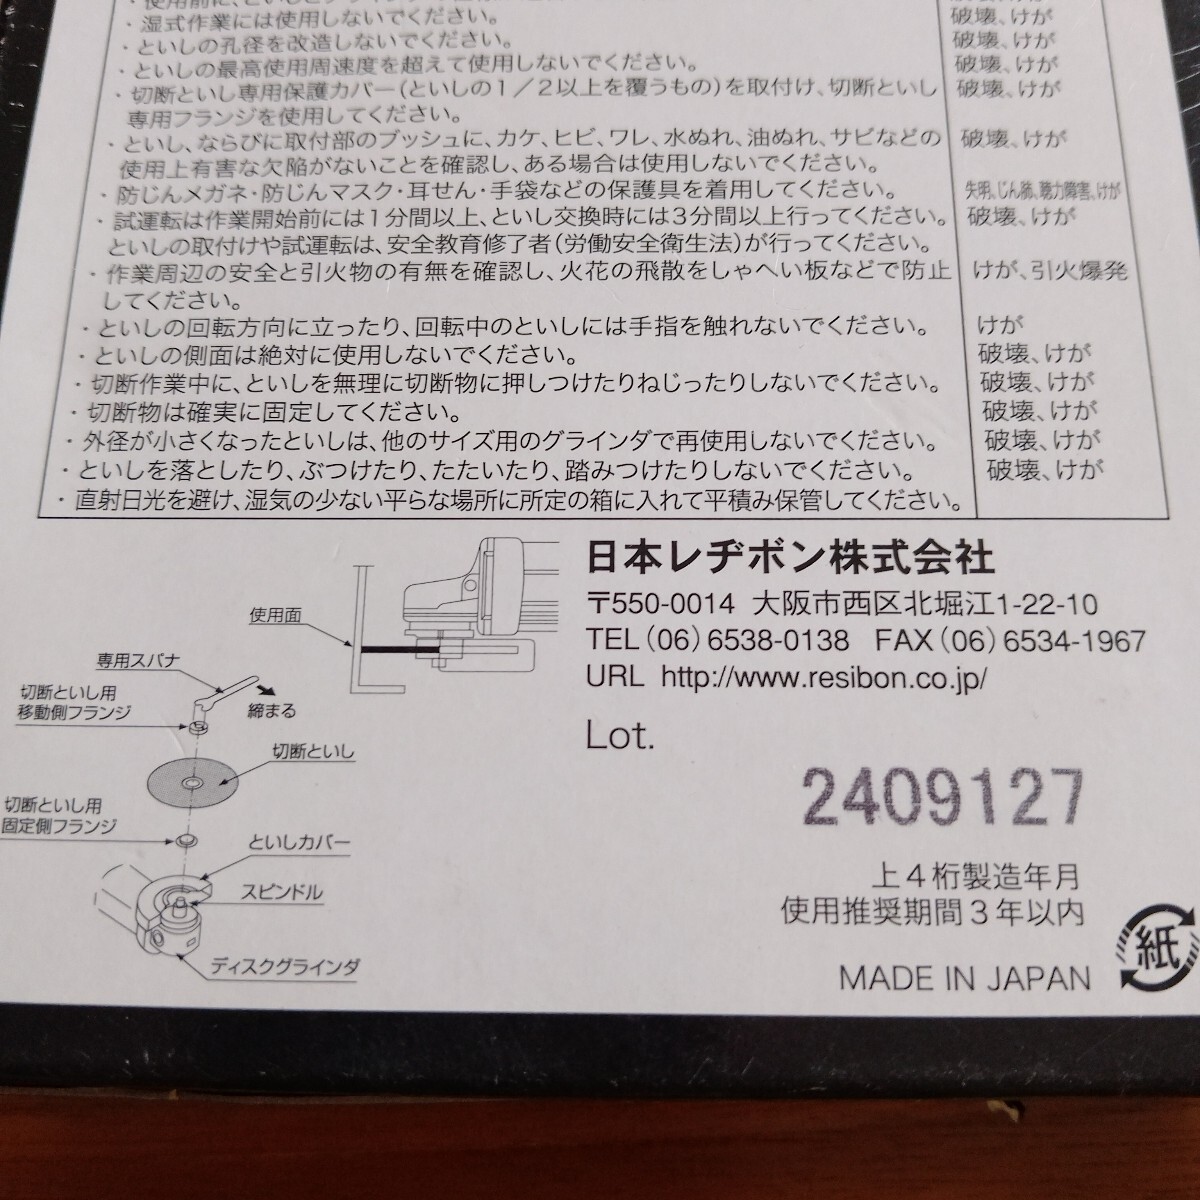 ・湿式作業には使用しないでください。 破壊、けが
・といしの孔径を改造しないでください。 破壊、けが
・といしの最高使用周速度を超えて使用しないでください。 破壊、けが
・切断といし専用保護カバー(といしの1/2以上を覆うもの)を取付け、切断といし 破壊、けが
専用フランジを使用してください。
・といし、ならびに取付部のブッシュに、カケ、ヒビ、ワレ、水ぬれ、油ぬれ、サビなどの 破壊、けが
使用上有害な欠陥がないことを確認し、ある場合は使用しないでください。
・防じんメガネ・防じんマスク・耳せん・手袋などの保護具を着用してください。 失明、じん肺、聴力障害、けが
・試運転は作業開始前には1分間以上、といし交換時には3分間以上行ってください。 破壊、けが
といしの取付けや試運転は、安全教育修了者(労働安全衛生法)が行ってください。
・作業周辺の安全と引火物の有無を確認し、火花の飛散をしゃへい板などで防止 けが、引火爆発
してください。
・といしの回転方向に立ったり、回転中のといしには手指を触れないでください。 けが
・といしの側面は絶対に使用しないでください。 破壊、けが
・切断作業中に、といしを無理に切断物に押しつけたりねじったりしないでください。 破壊、けが
・切断物は確実に固定してください。 破壊、けが
・外径が小さくなったといしは、他のサイズ用のグラインダで再使用しないでください。 破壊、けが
・といしを落としたり、ぶつけたり、たたいたり、踏みつけたりしないでください。 破壊、けが
・直射日光を避け、湿気の少ない平らな場所に所定の箱に入れて平積み保管してください。
使用面
専用スパナ
切断といし用
移動側フランジ
締まる
切断といし
切断といし用
固定側フランジ
といしカバー
スピンドル
ディスクグラインダ
日本レヂボン株式会社
〒550-0014 大阪市西区北堀江1-22-10
TEL(06)6538-0138 FAX(06)6534-1967
URL http://www.resibon.co.jp/
Lot.
2409127
上4桁製造年月
使用推奨期間3年以内
MADE IN JAPAN
紙